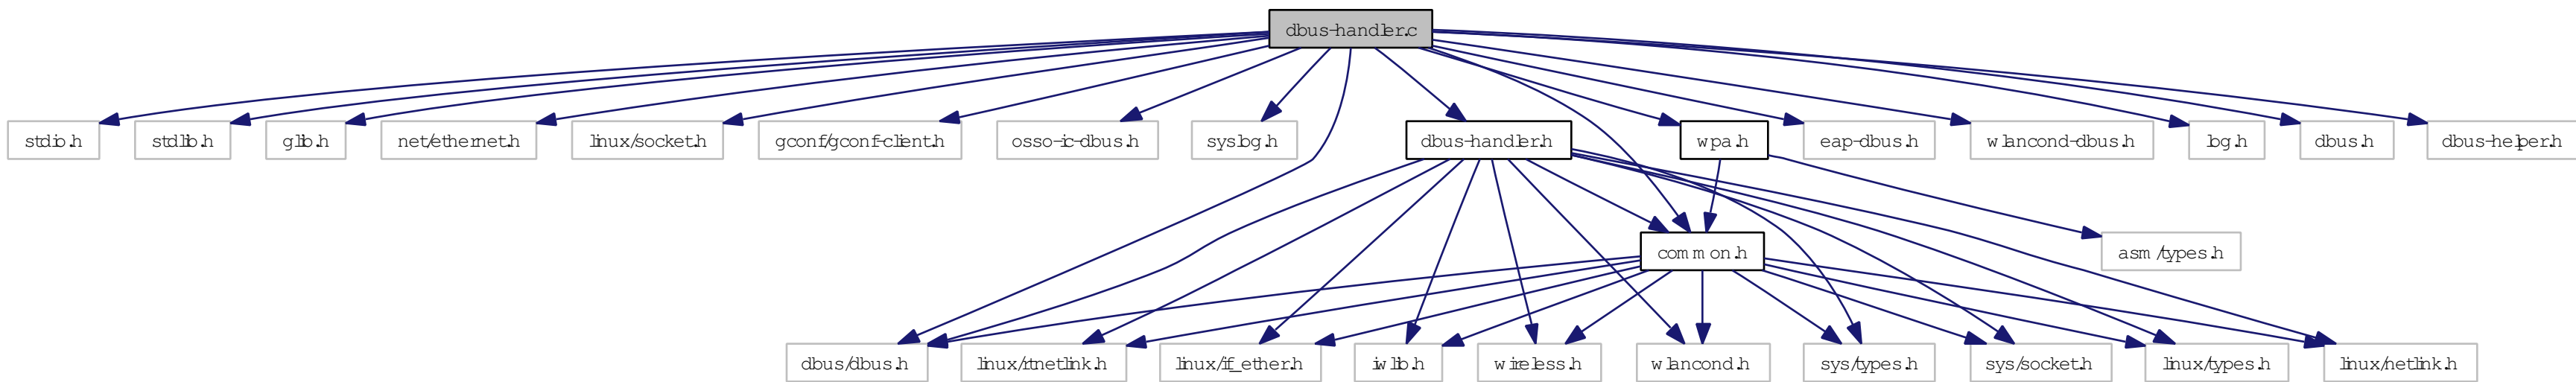 dbus-handler.c
stdio.h
stdlib.h
glib.h
net/ethernet.h
linux/socket.h
gconf/gconf-client.h
osso-ic-dbus.h
syslog.h
dbus-handler.h
wpa.h
eap-dbus.h
wlancond-dbus.h
log.h
dbus.h
dbus-helper.h
common.h
asm/types.h
dbus/dbus.h
linux/rtnetlink.h
linux/if_ether.h
iwlib.h
wireless.h
wlancond.h
sys/types.h
sys/socket.h
linux/types.h
linux/netlink.h